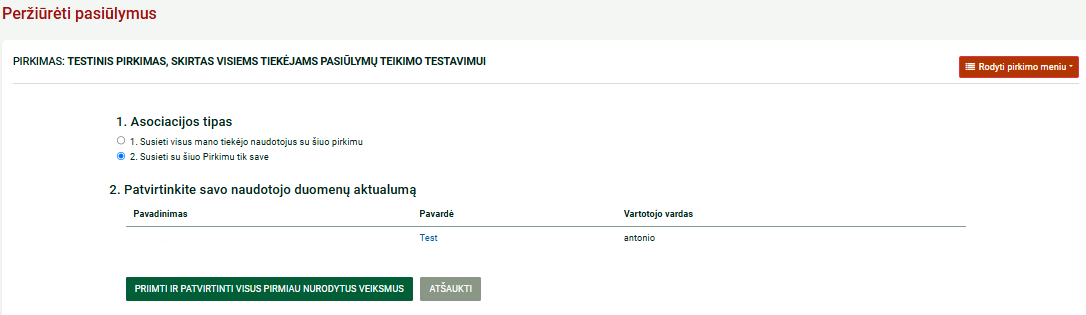 Peržiūrėti pasiūlymus
PIRKIMAS: TESTINIS PIRKIMAS, SKIRTAS VISIEMS TIEKĖJAMS PASIŪLYMŲ TEIKIMO TESTAVIMUI
Rodyti pirkimo meniu
1. Asociacijos tipas
1. Susieti visus mano tiekėjo naudotojus su šiuo pirkimu
2. Susieti su šiuo Pirkimu tik save
2. Patvirtinkite savo naudotojo duomenų aktualumą
Pavadinimas Pavardė Vartotojo vardas
Test antonio
PRIIMTI IR PATVIRTINTI VISUS PIRMIAU NURODYTUS VEIKSMUS ATŠAUKTI